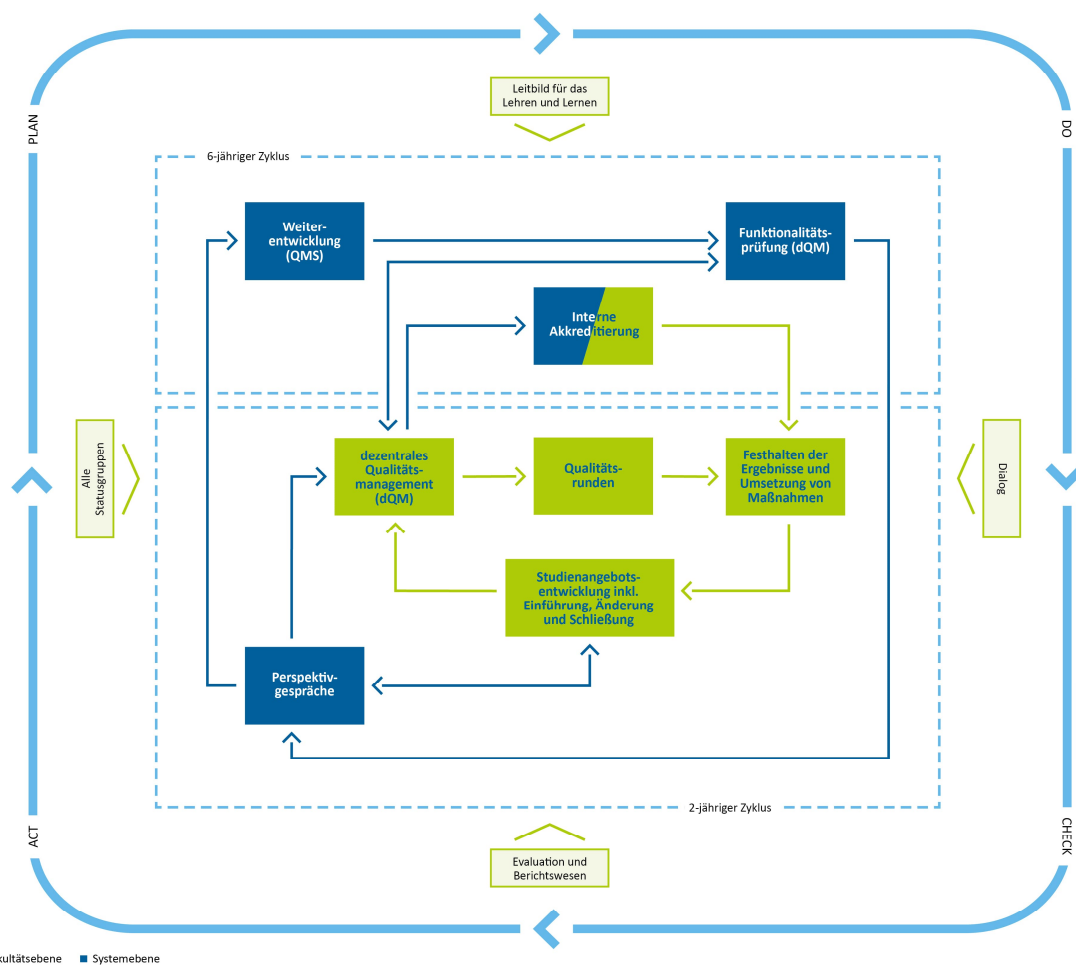 Leitbild für das
Lehren und Lernen
PLAN
DO
6-jähriger Zyklus
Weiter-
entwicklung
(QMS)
Funktionalitäts-
prüfung (dQM)
Interne
Akkreditierung
Alle
Statusgruppen
dezentrales
Qualitäts-
management
(dQM)
Qualitäts-
runden
Festhalten der
Ergebnisse und
Umsetzung von
Maßnahmen
Dialog
Studienangebots-
entwicklung inkl.
Einführung, Änderung
und Schließung
Perspektiv-
gespräche
2-jähriger Zyklus
ACT
CHECK
Evaluation und
Berichtswesen
kultätsebene
Systemebene